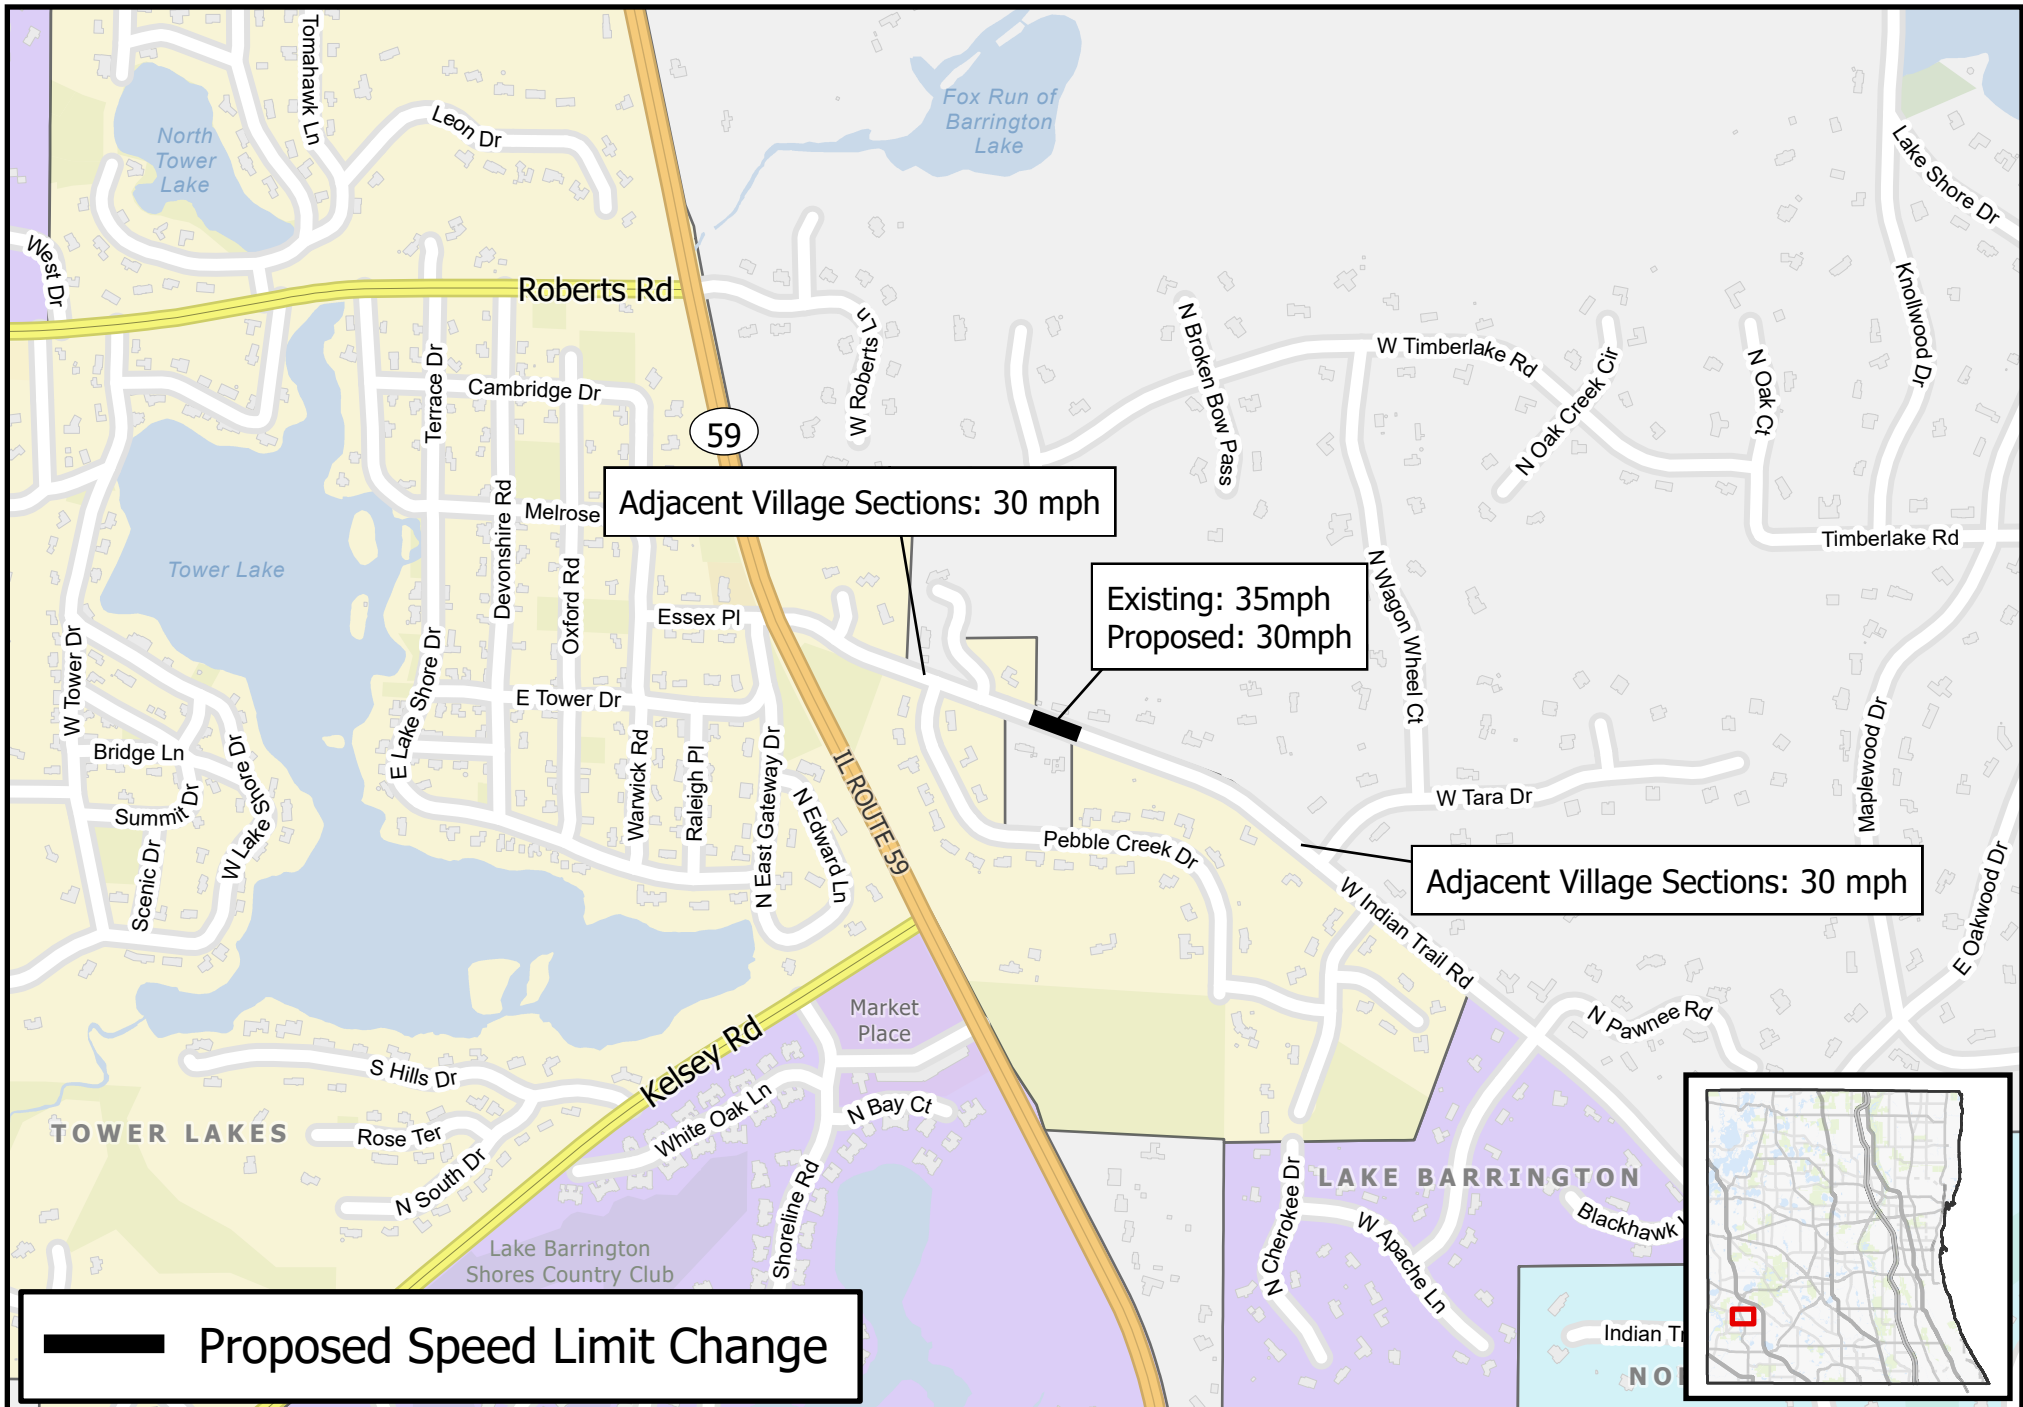 Tomahawk Ln
Leon Dr
North
Tower
Lake
Fox Run of
Barrington
Lake
Lake Shore Dr
West Dr
Roberts Rd
W Roberts Ln
Knollwood Dr
N Broken Bow Pass
W Timberlake Rd
N Oak Creek Cir
N Oak Ct
Terrace Dr
Cambridge Dr
59
Adjacent Village Sections: 30 mph
Devonshire Rd
Melrose
Timberlake Rd
Tower Lake
Oxford Rd
Existing: 35mph
Proposed: 30mph
N Wagon Wheel Ct
Essex Pl
W Tower Dr
E Lake Shore Dr
E Tower Dr
Bridge Ln
W Lake Shore Dr
Summit Dr
Scenic Dr
Warwick Rd
Raleigh Pl
N East Gateway Dr
N Edward Ln
IL ROUTE 59
Pebble Creek Dr
W Tara Dr
Maplewood Dr
Adjacent Village Sections: 30 mph
W Indian Trail Rd
E Oakwood Dr
Market
Place
N Pawnee Rd
Kelsey Rd
S Hills Dr
White Oak Ln
N Bay Ct
TOWER LAKES
Rose Ter
N South Dr
Shoreline Rd
LAKE BARRINGTON
N Cherokee Dr
W Apache Ln
Blackhawk
Lake Barrington
Shores Country Club
Indian Tr
NO
Proposed Speed Limit Change